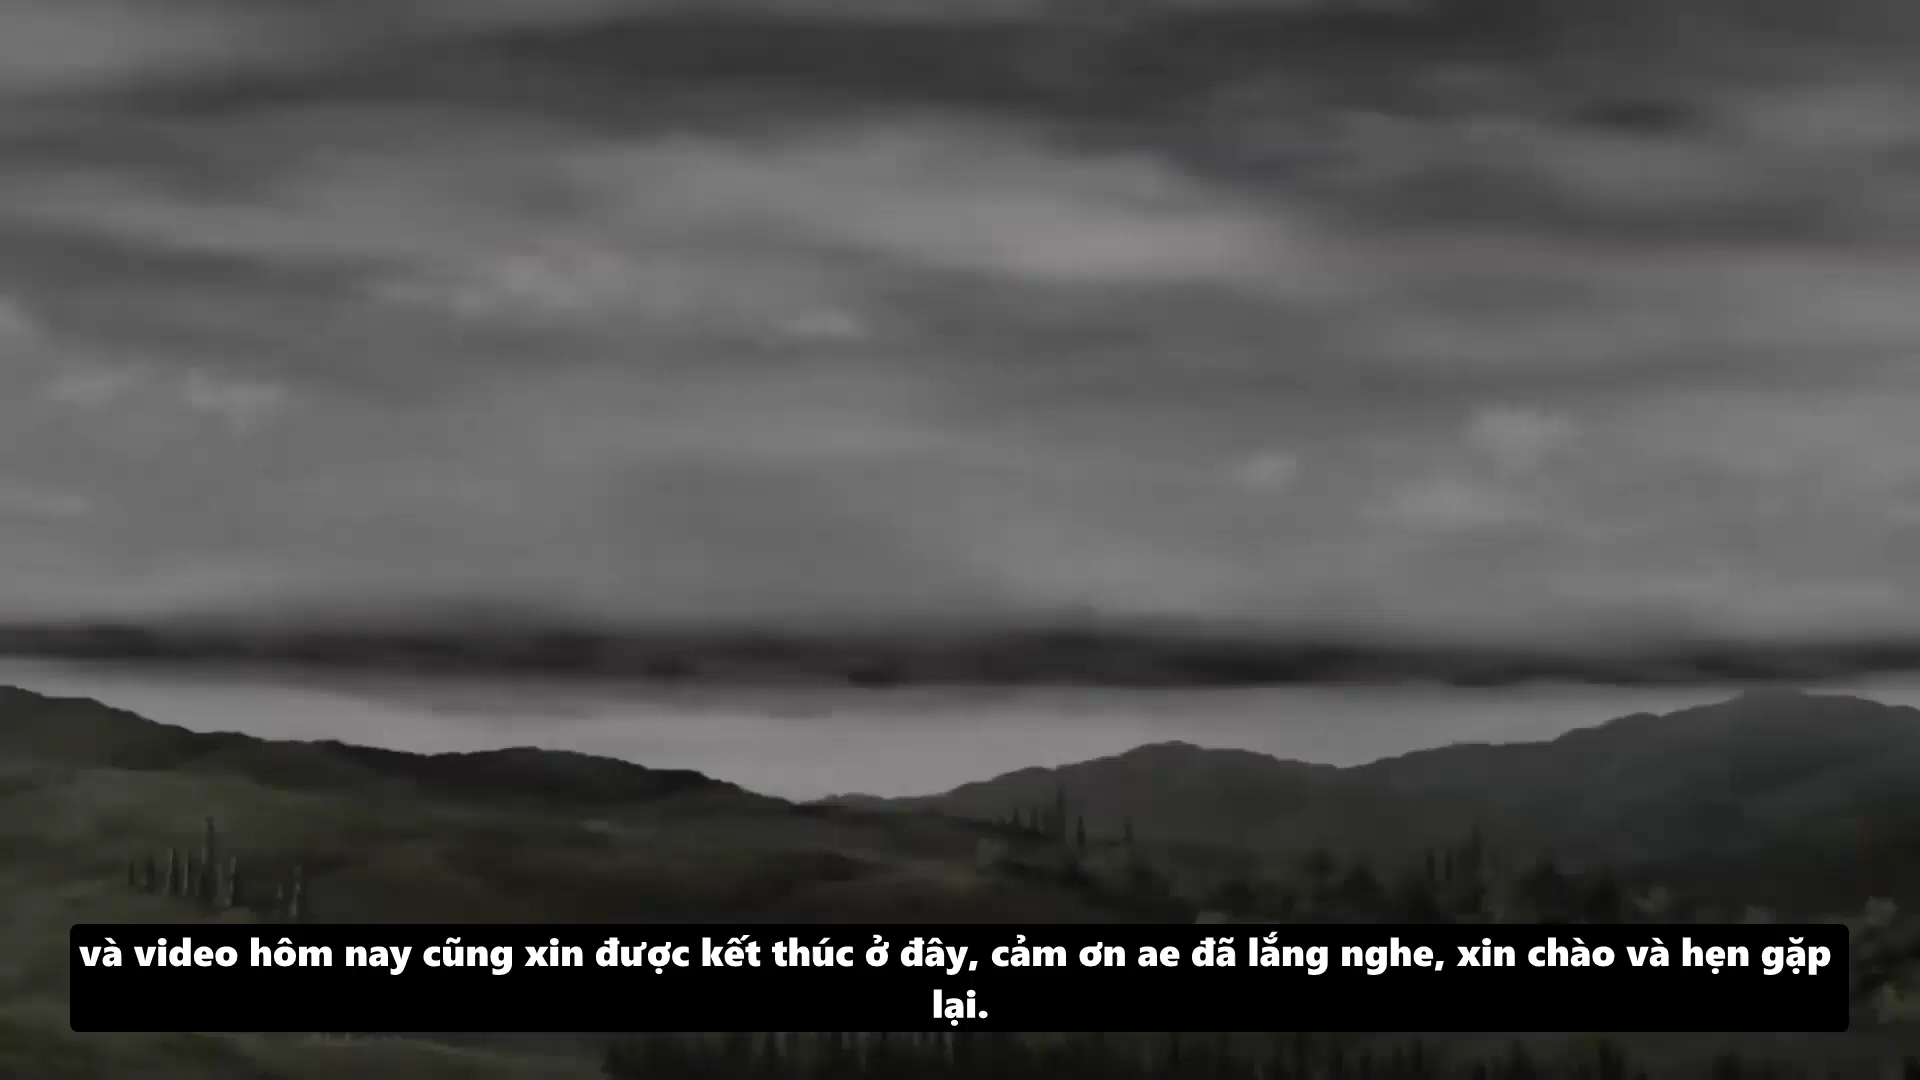 và video hôm nay cũng xin được kết thúc ở đây, cảm ơn ae đã lắng nghe, xin chào và hẹn gặp
lại.